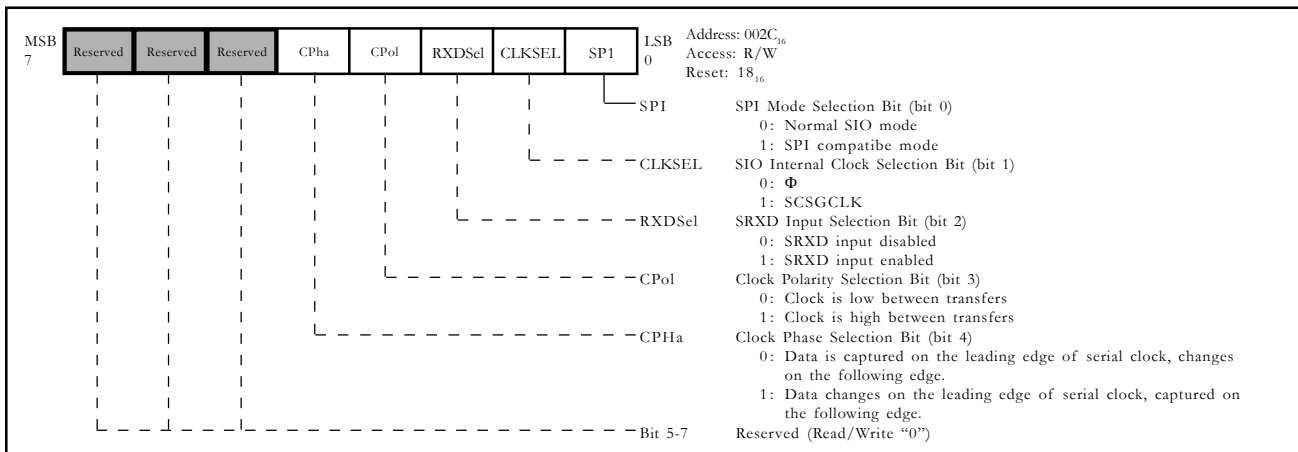 MSB 7 Reserved Reserved Reserved CPha CPol RXDSel CLKSEL SP1 LSB 0
Address: 002C16
Access: R/W
Reset: 1816
SPI SPI Mode Selection Bit (bit 0)
0: Normal SIO mode
1: SPI compatibe mode
CLKSEL SIO Internal Clock Selection Bit (bit 1)
0: Φ
1: SCSGCLK
RXDSel SRXD Input Selection Bit (bit 2)
0: SRXD input disabled
1: SRXD input enabled
CPol Clock Polarity Selection Bit (bit 3)
0: Clock is low between transfers
1: Clock is high between transfers
CPHa Clock Phase Selection Bit (bit 4)
0: Data is captured on the leading edge of serial clock, changes
on the following edge.
1: Data changes on the leading edge of serial clock, captured on
the following edge.
Bit 5-7 Reserved (Read/Write “0”)